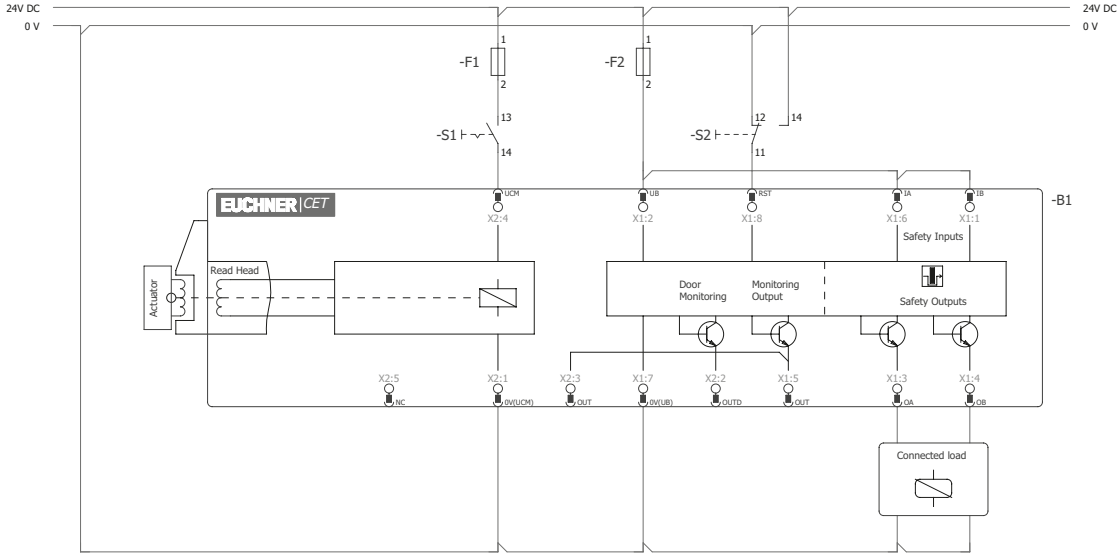 24V DC
24V DC
0 V
0 V
1
1
-F1
-F2
2
2
13
12
14
-S1
-S2
14
11
UCM
UB
RST
IA
IB
-B1
EUCHNER CET
X2:4
X1:2
X1:8
X1:6
X1:1
Safety Inputs
Read Head
Actuator
Door
Monitoring
Monitoring
Output
Safety Outputs
X2:5
X2:1
X2:3
X1:7
X2:2
X1:5
X1:3
X1:4
NC
0V(UCM)
OUT
0V(UB)
OUTD
OUT
OA
OB
Connected load